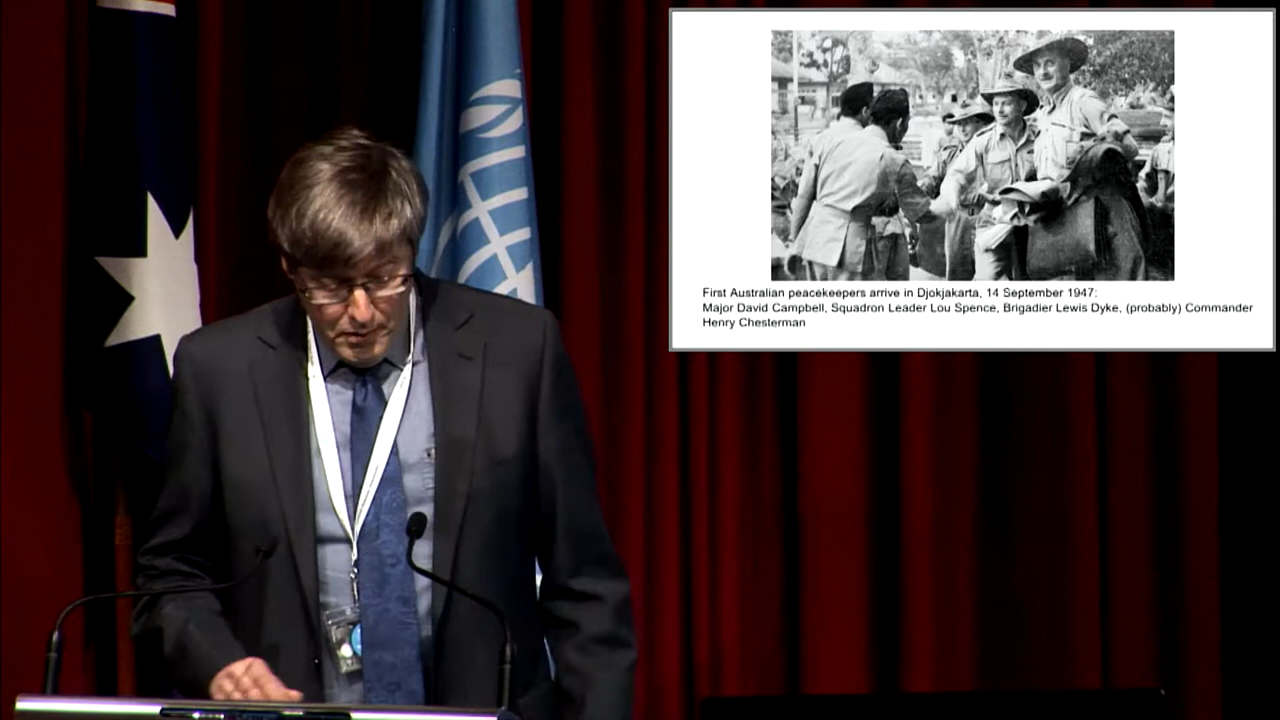 First Australian peacekeepers arrive in Djokjakarta, 14 September 1947:
Major David Campbell, Squadron Leader Lou Spence, Brigadier Lewis Dyke, (probably) Commander
Henry Chesterman